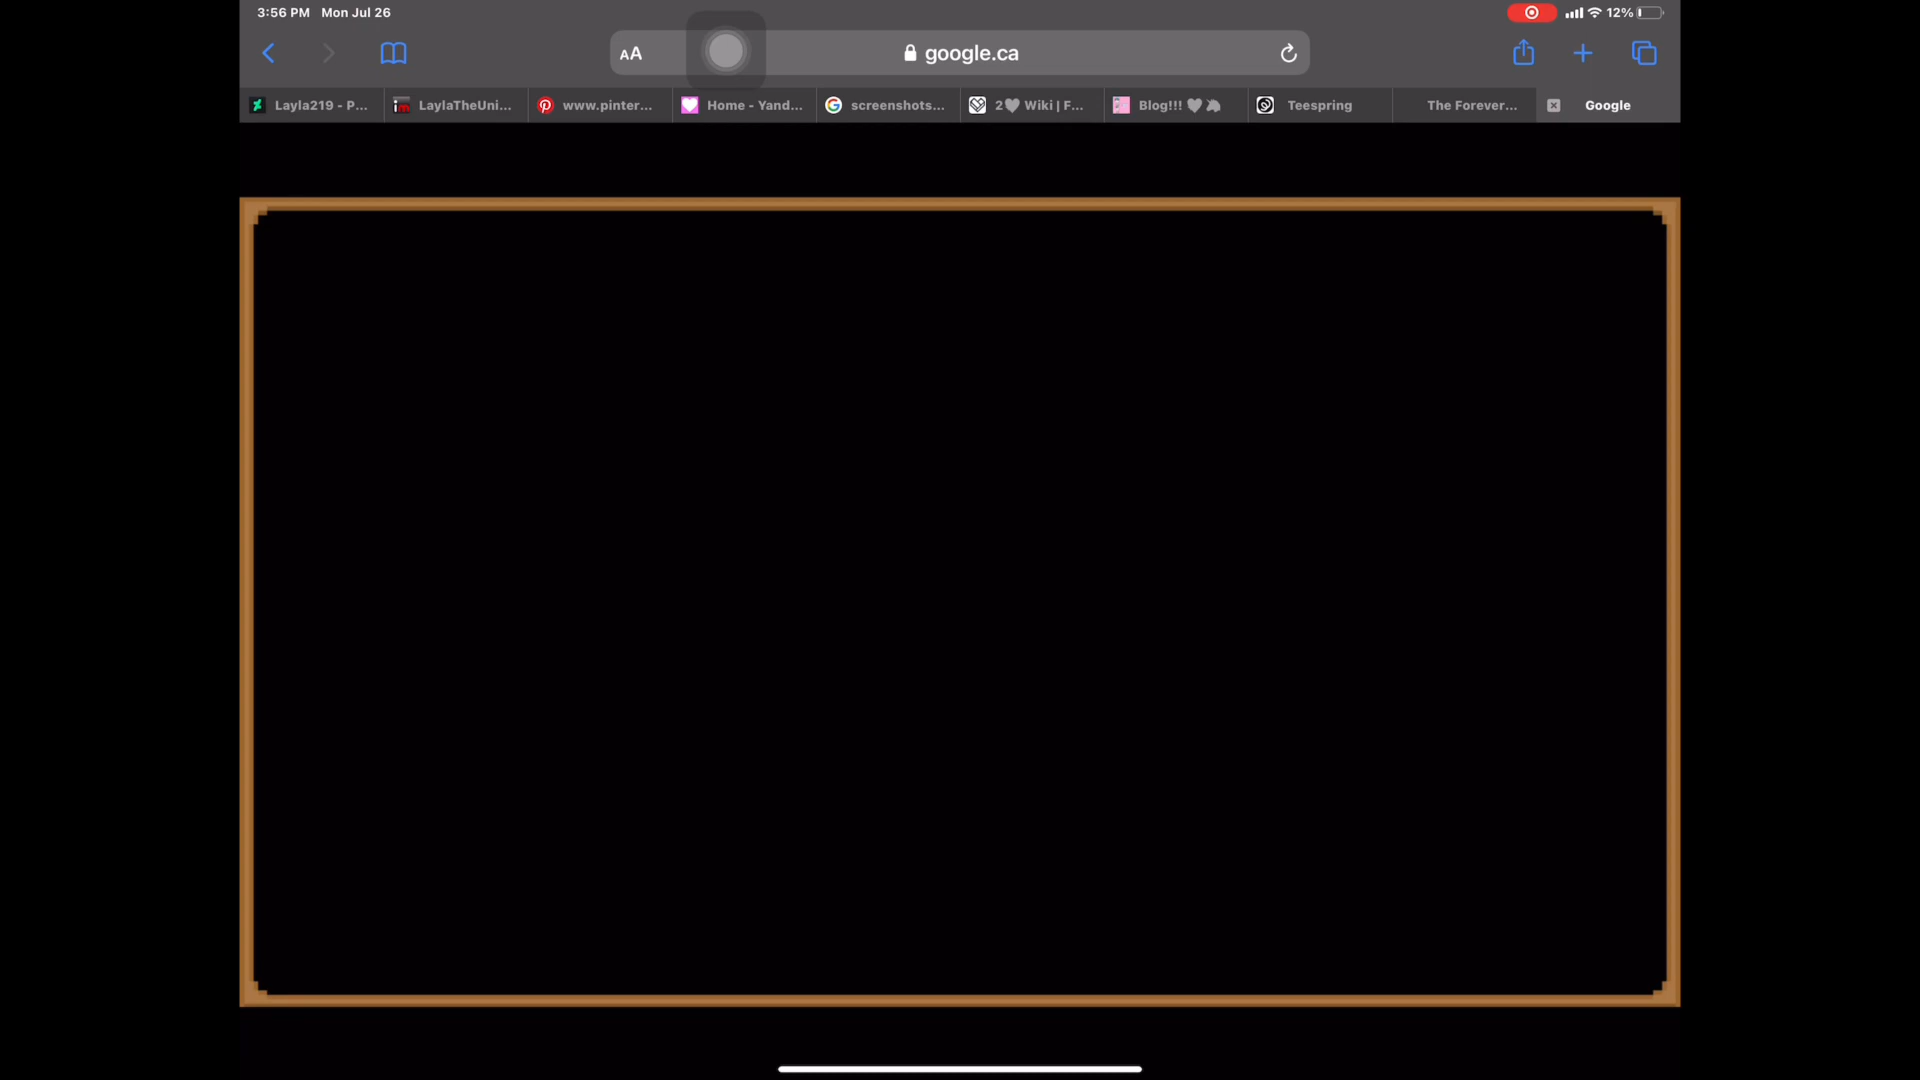 3:56 PM Mon Jul 26
12%
AA
google.ca
Layla219 - P...
LaylaTheUni...
www.pinter...
Home - Yand...
screenshots...
2🖤 Wiki | F...
Blog!!! 🖤🦄
Teespring
The Forever...
Google